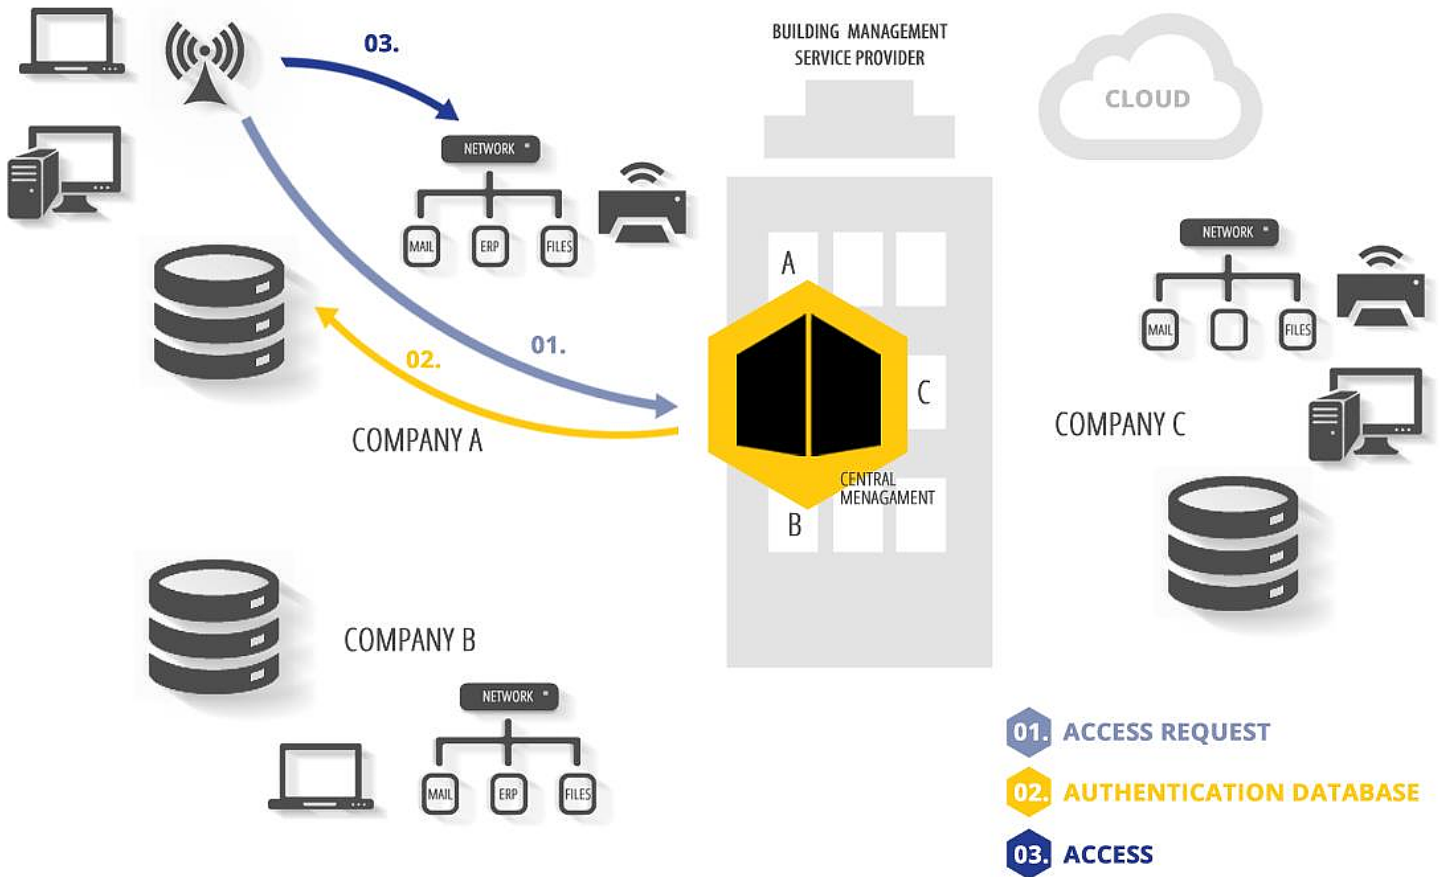 03.
BUILDING MANAGEMENT
SERVICE PROVIDER
CLOUD
NETWORK
MAIL
ERP
FILES
NETWORK
MAIL
FILES
A
01.
02.
C
COMPANY A
COMPANY C
CENTRAL
MENAGAMENT
B
COMPANY B
NETWORK
MAIL
ERP
FILES
01. ACCESS REQUEST
02. AUTHENTICATION DATABASE
03. ACCESS